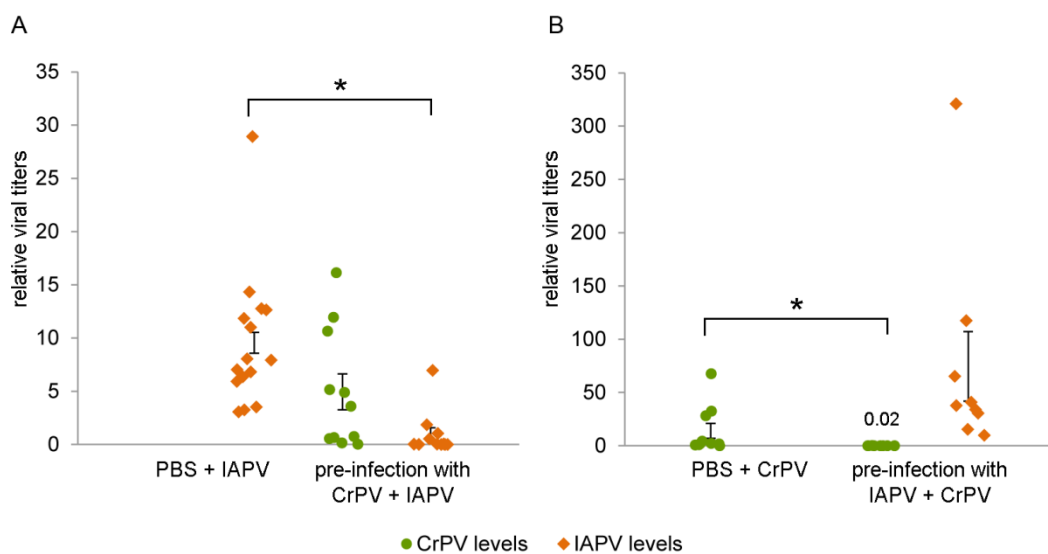 A
relative viral titers
35
30
25
20
15
10
5
0
*
PBS + IAPV
pre-infection with
CrPV + IAPV
B
relative viral titers
350
300
250
200
150
100
50
0
*
0.02
PBS + CrPV
pre-infection with
IAPV + CrPV
CrPV levels
IAPV levels